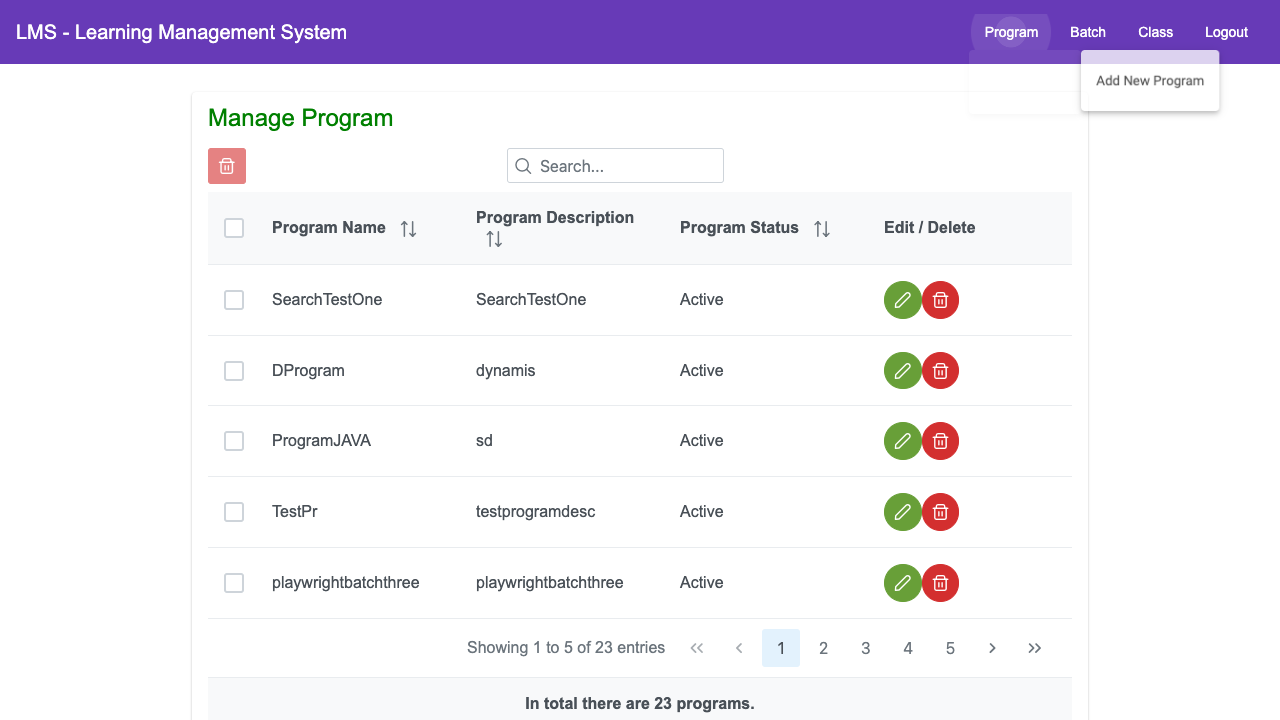 LMS - Learning Management System
Program Batch Class Logout
Add New Program
Manage Program
Search...
Program Name Program Description Program Status Edit / Delete
SearchTestOne SearchTestOne Active
DProgram dynamis Active
ProgramJAVA sd Active
TestPr testprogramdesc Active
playwrightbatchthree playwrightbatchthree Active
Showing 1 to 5 of 23 entries 1 2 3 4 5
In total there are 23 programs.